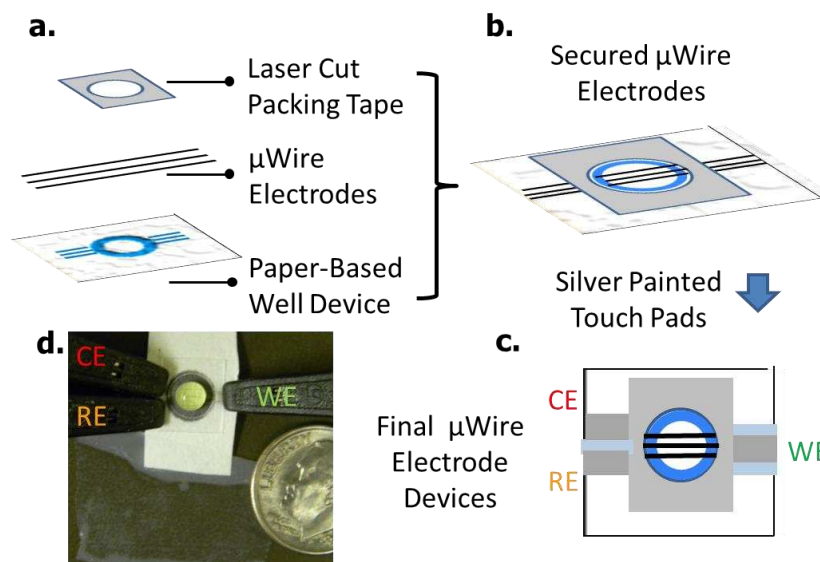 a.
Laser Cut
Packing Tape
µWire
Electrodes
Paper-Based
Well Device
b.
Secured µWire
Electrodes
Silver Painted
Touch Pads
d.
CE
RE
WE
c.
Final µWire
Electrode
Devices
CE
RE
WE